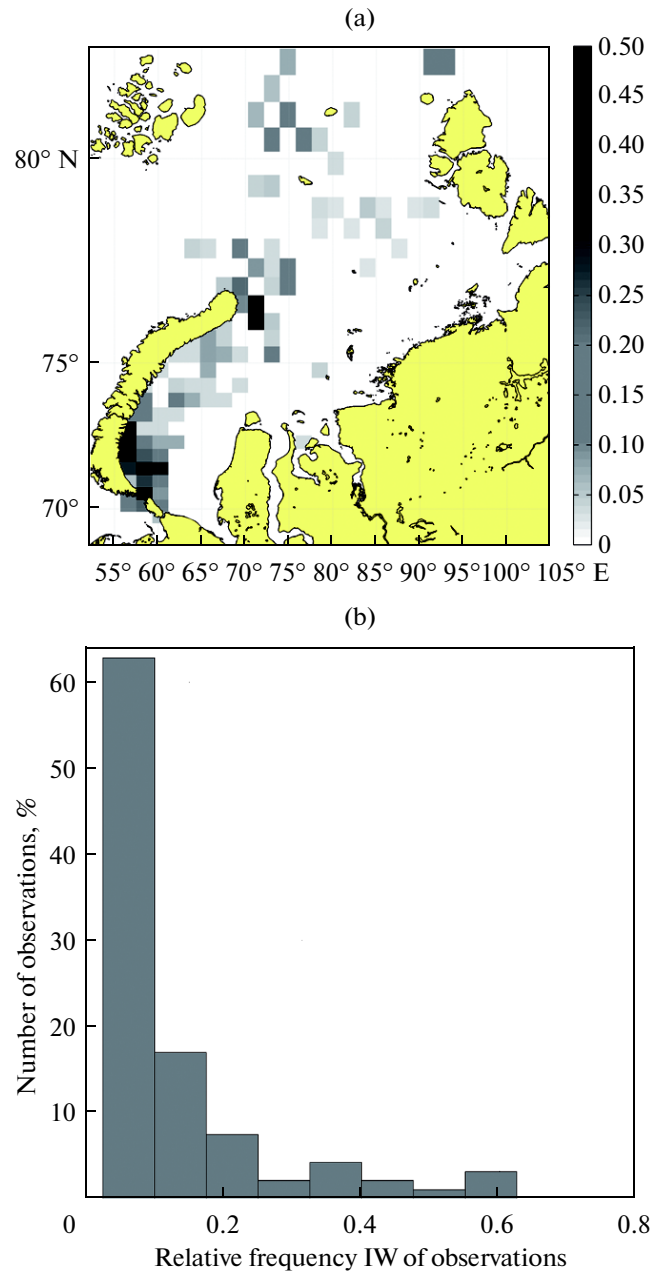 (a)
80° N
75°
70°
55° 60° 65° 70° 75° 80° 85° 90° 95° 100° 105° E
0.50
0.45
0.40
0.35
0.30
0.25
0.20
0.15
0.10
0.05
0
(b)
Number of observations, %
60
50
40
30
20
10
0 0.2 0.4 0.6 0.8
Relative frequency IW of observations